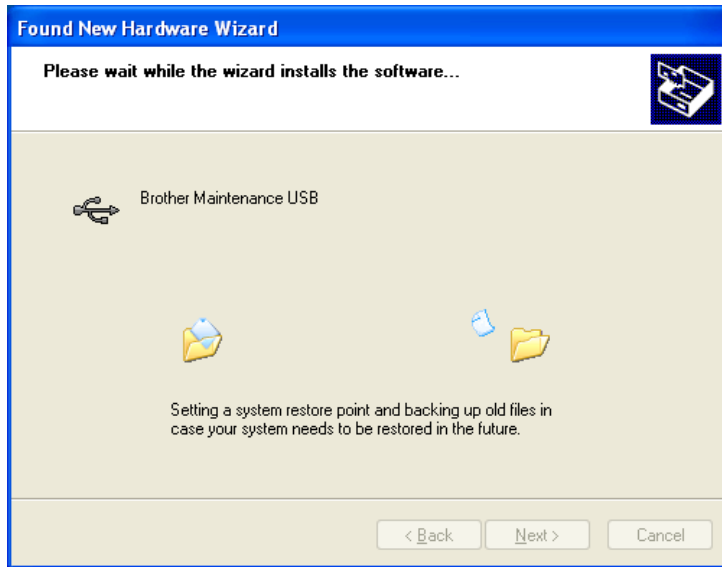 Found New Hardware Wizard
Please wait while the wizard installs the software...
Brother Maintenance USB
Setting a system restore point and backing up old files in
case your system needs to be restored in the future.
< Back Next > Cancel